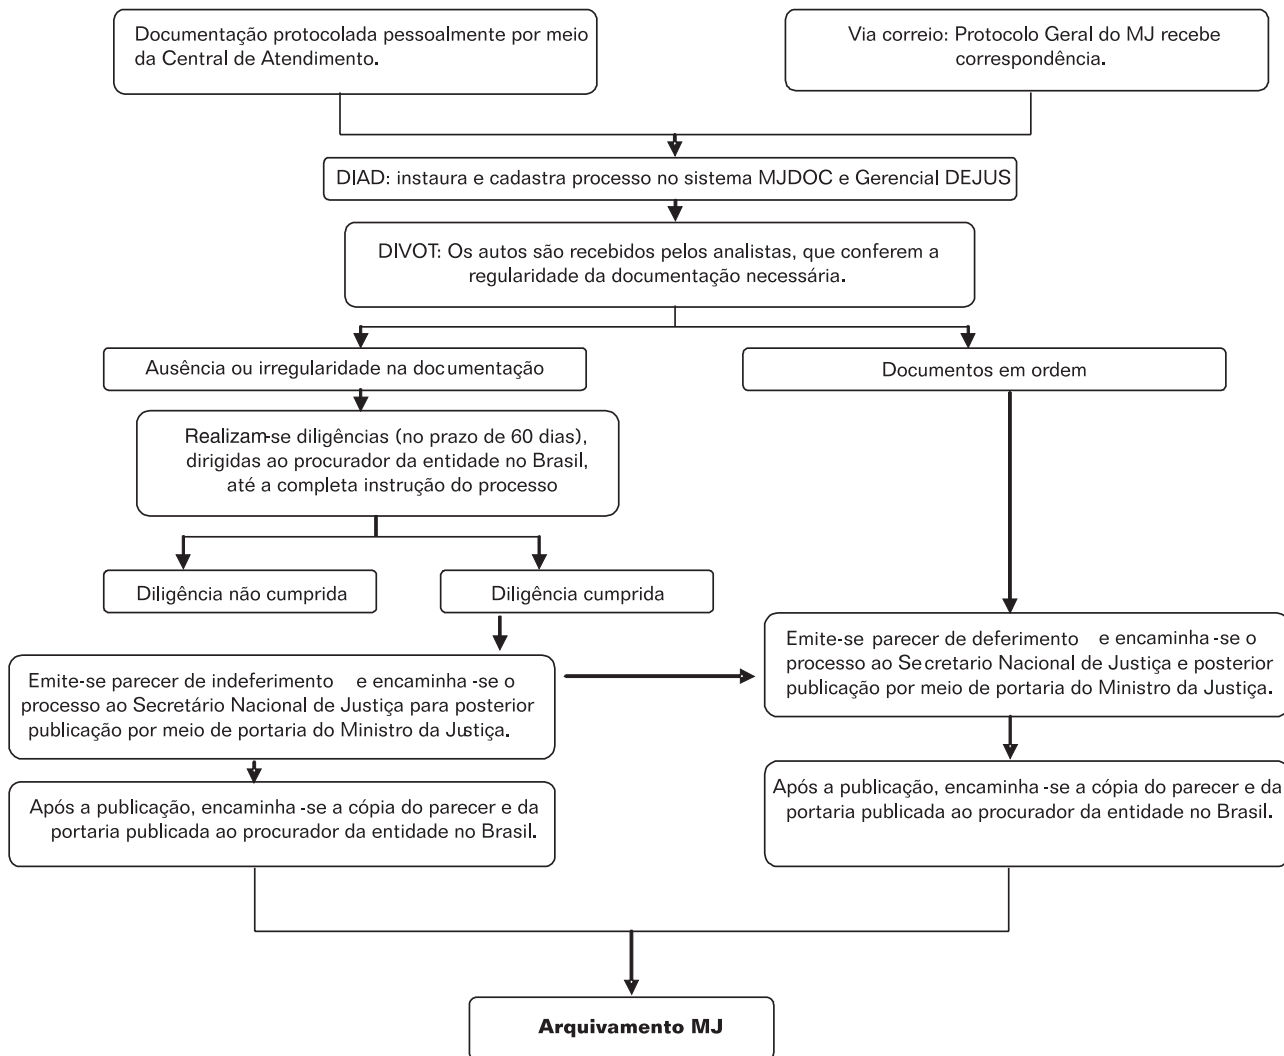 Documentação protocolada pessoalmente por meio
da Central de Atendimento.
Via correio: Protocolo Geral do MJ recebe
correspondência.
DIAD: instaura e cadastra processo no sistema MJDOC e Gerencial DEJUS
DIVOT: Os autos são recebidos pelos analistas, que conferem a
regularidade da documentação necessária.
Ausência ou irregularidade na documentação
Documentos em ordem
Realizam-se diligências (no prazo de 60 dias),
dirigidas ao procurador da entidade no Brasil,
até a completa instrução do processo
Diligência não cumprida
Diligência cumprida
Emite-se parecer de indeferimento e encaminha -se o
processo ao Secretário Nacional de Justiça para posterior
publicação por meio de portaria do Ministro da Justiça.
Emite-se parecer de deferimento e encaminha -se o
processo ao Secretario Nacional de Justiça e posterior
publicação por meio de portaria do Ministro da Justiça.
Após a publicação, encaminha -se a cópia do parecer e da
portaria publicada ao procurador da entidade no Brasil.
Após a publicação, encaminha -se a cópia do parecer e da
portaria publicada ao procurador da entidade no Brasil.
Arquivamento MJ